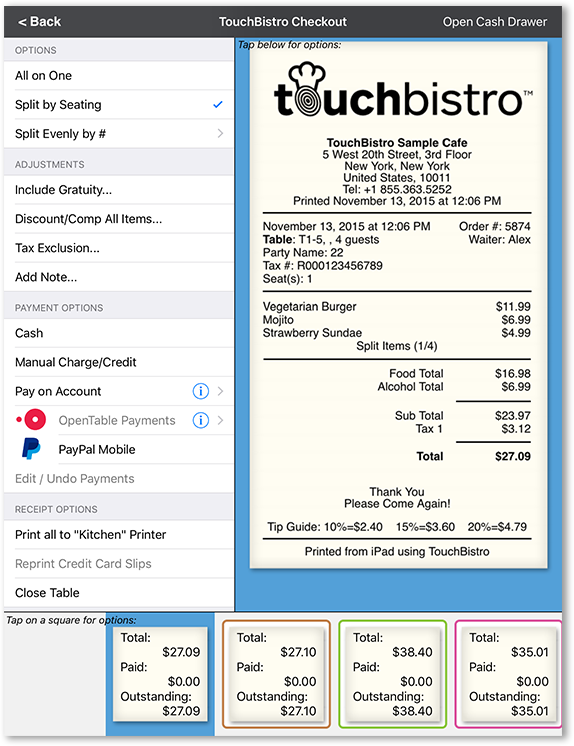 < Back
TouchBistro Checkout
Open Cash Drawer
OPTIONS
All on One
Split by Seating
Split Evenly by #
ADJUSTMENTS
Include Gratuity...
Discount/Comp All Items...
Tax Exclusion...
Add Note...
PAYMENT OPTIONS
Cash
Manual Charge/Credit
Pay on Account
OpenTable Payments
PayPal Mobile
Edit / Undo Payments
RECEIPT OPTIONS
Print all to "Kitchen" Printer
Reprint Credit Card Slips
Close Table
Tap below for options:
touchbistro™
TouchBistro Sample Cafe
5 West 20th Street, 3rd Floor
New York, New York
United States, 10011
Tel: +1 855.363.5252
Printed November 13, 2015 at 12:06 PM
November 13, 2015 at 12:06 PM Order #: 5874
Table: T1-5, , 4 guests Waiter: Alex
Party Name: 22
Tax #: R000123456789
Seat(s): 1
Vegetarian Burger $11.99
Mojito $6.99
Strawberry Sundae $4.99
Split Items (1/4)
Food Total $16.98
Alcohol Total $6.99
Sub Total $23.97
Tax 1 $3.12
Total $27.09
Thank You
Please Come Again!
Tip Guide: 10%=$2.40 15%=$3.60 20%=$4.79
Printed from iPad using TouchBistro
Tap on a square for options:
Total:
$27.09
Paid:
$0.00
Outstanding:
$27.09
Total:
$27.10
Paid:
$0.00
Outstanding:
$27.10
Total:
$38.40
Paid:
$0.00
Outstanding:
$38.40
Total:
$35.01
Paid:
$0.00
Outstanding:
$35.01